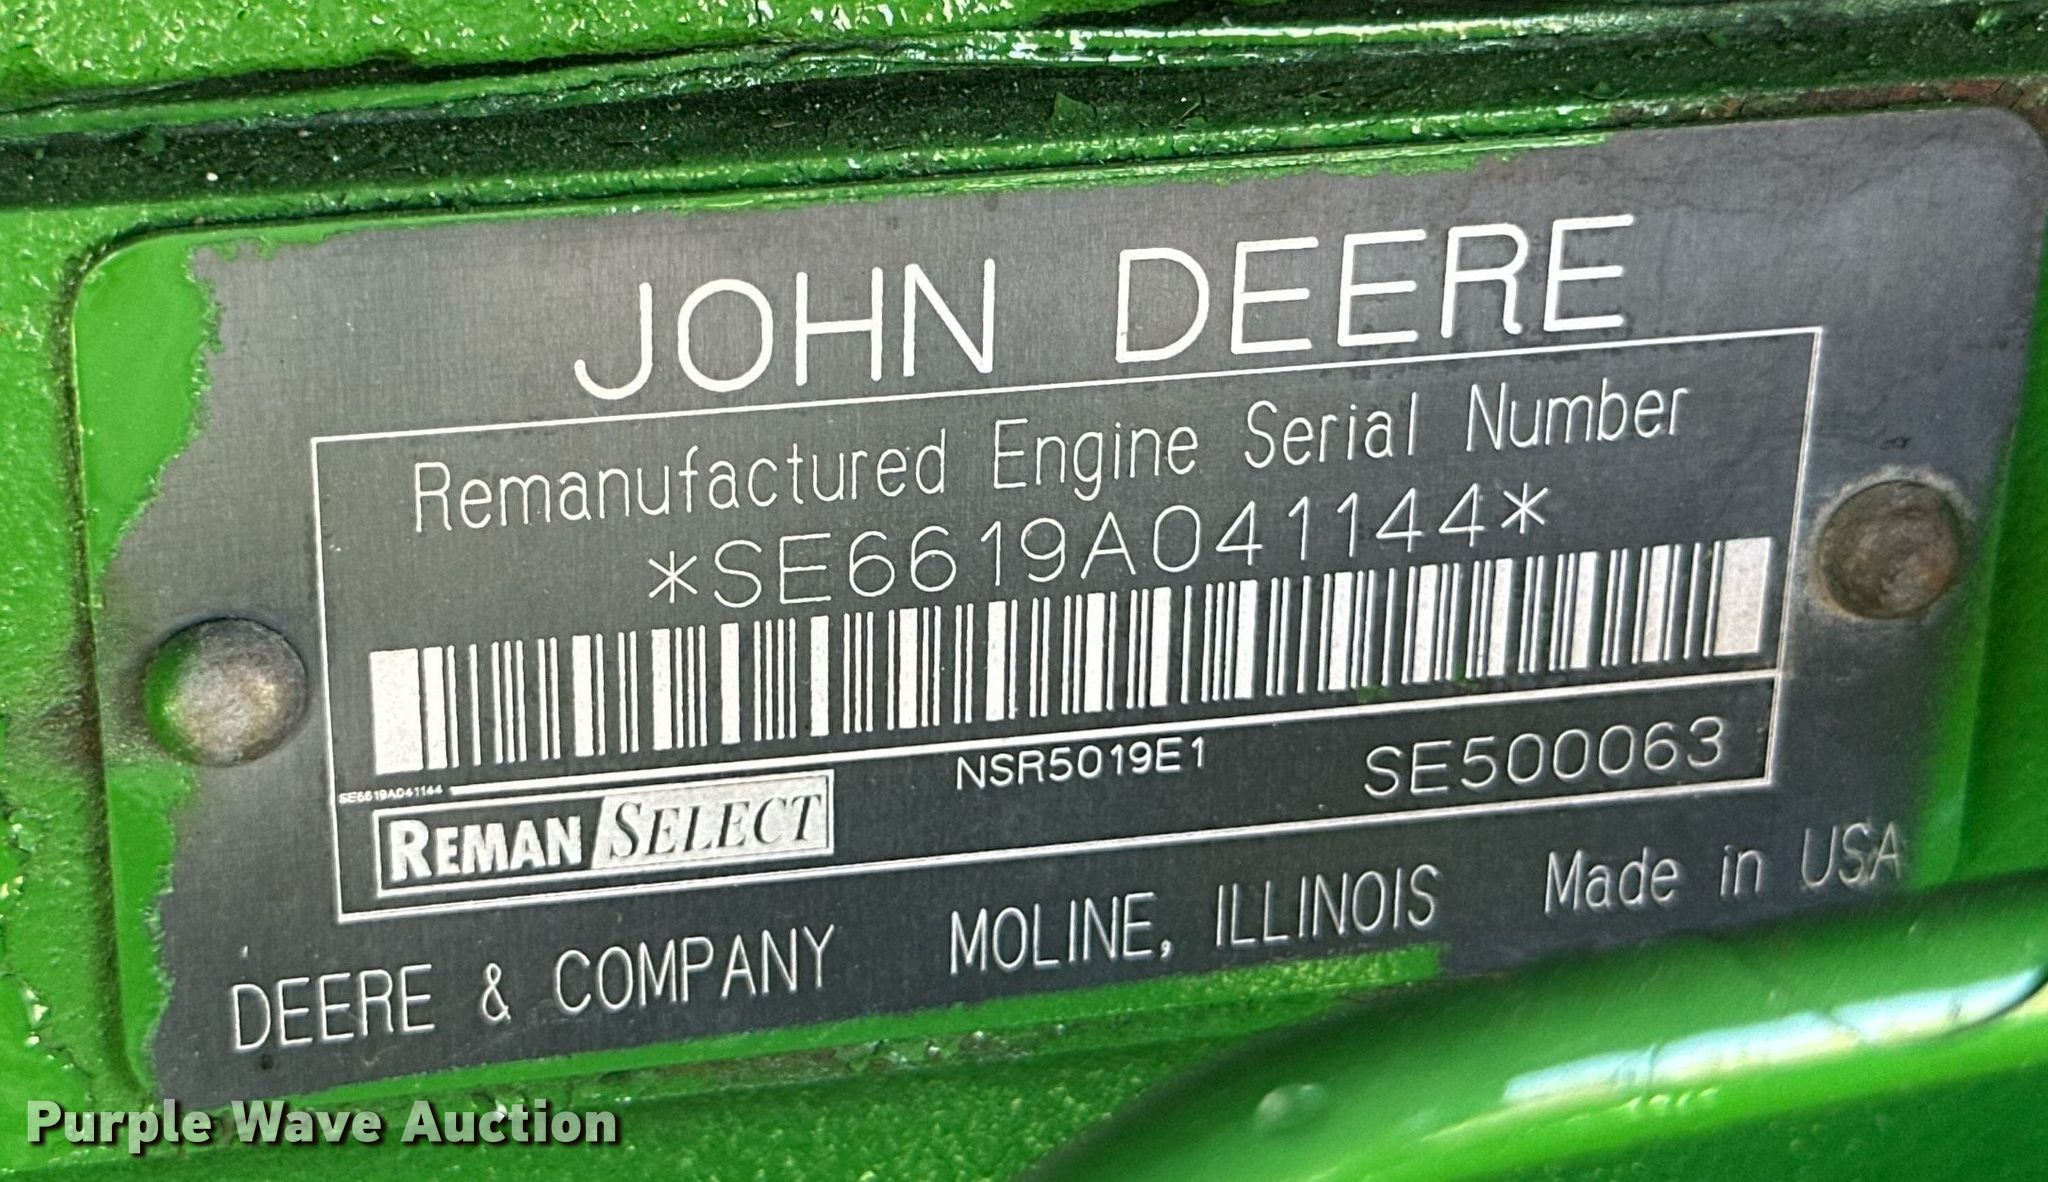 JOHN DEERE
Remanufactured Engine Serial Number
*SE6619A041144*
SE6619A041144
NSR5019E1
SE500063
REMAN SELECT
DEERE & COMPANY MOLINE, ILLINOIS Made in USA
Purple Wave Auction